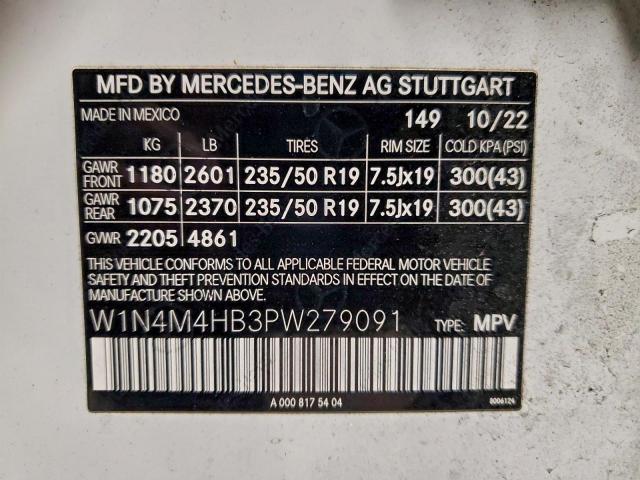 MFD BY MERCEDES-BENZ AG STUTTGART
MADE IN MEXICO 149 10/22
KG LB TIRES RIM SIZE COLD KPA(PSI)
GAWR FRONT 1180 2601 235/50 R19 7.5Jx19 300(43)
GAWR REAR 1075 2370 235/50 R19 7.5Jx19 300(43)
GVWR 2205 4861
THIS VEHICLE CONFORMS TO ALL APPLICABLE FEDERAL MOTOR VEHICLE
SAFETY AND THEFT PREVENTION STANDARDS IN EFFECT ON THE DATE OF
MANUFACTURE SHOWN ABOVE.
W1N4M4HB3PW279091 TYPE: MPV
A 000 817 54 04 8006124